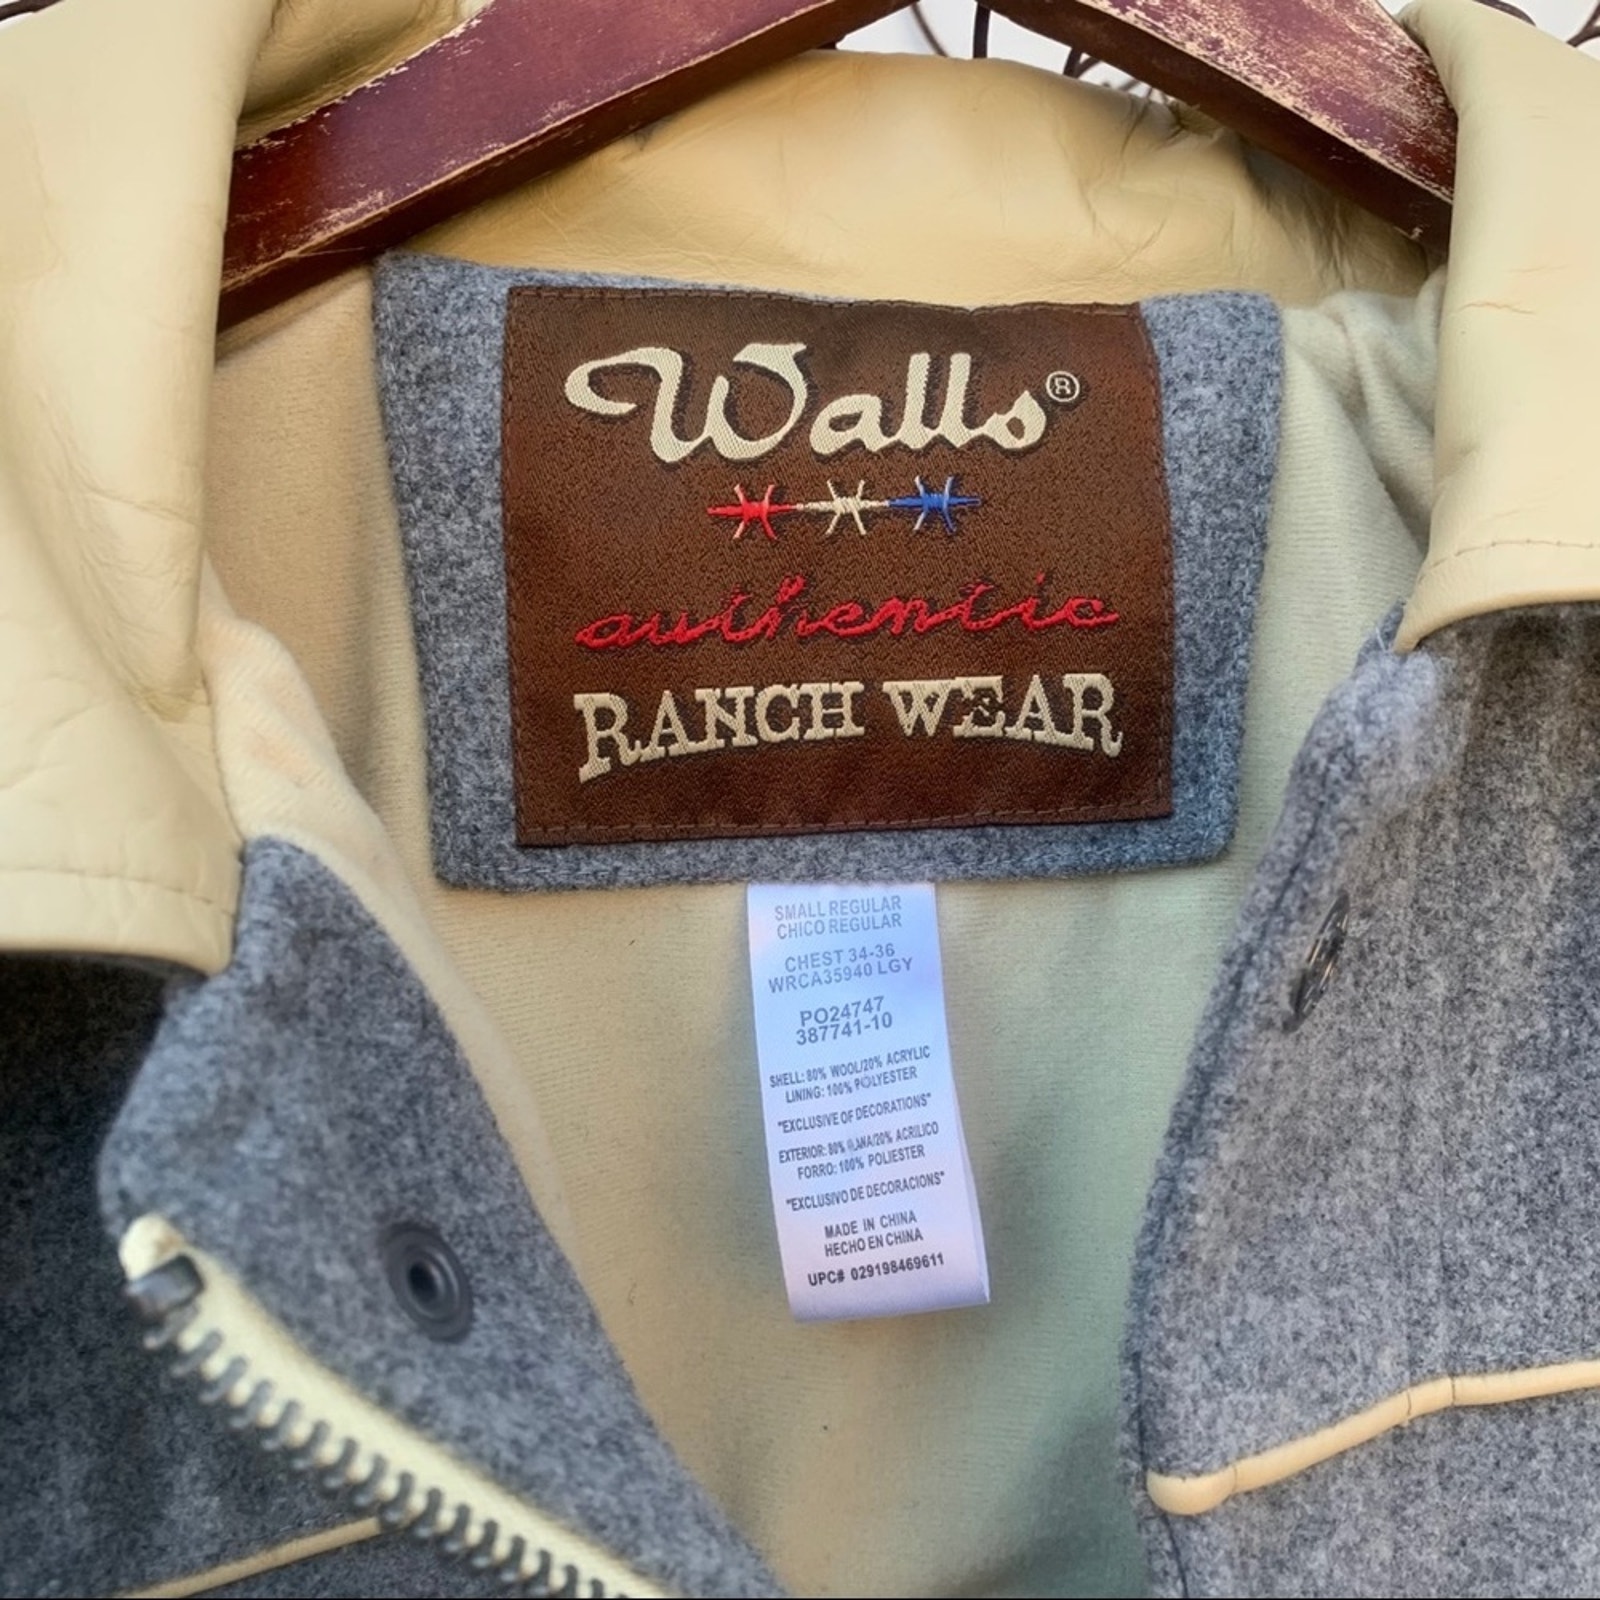 Walls®
authentic
RANCH WEAR
SMALL REGULAR
CHICO REGULAR
CHEST 34-36
WRCA35940 LGY
PO24747
387741-10
SHELL: 80% WOOL/20% ACRYLIC
LINING: 100% POLYESTER
"EXCLUSIVE OF DECORATIONS"
EXTERIOR: 80% LANA/20% ACRILICO
FORRO: 100% POLIESTER
"EXCLUSIVO DE DECORACIONS"
MADE IN CHINA
HECHO EN CHINA
UPC# 029198469611